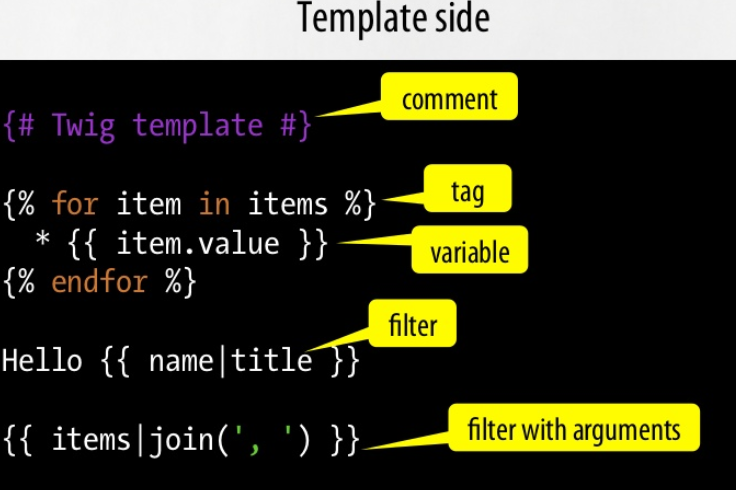 Template side
comment
{# Twig template #}
tag
{% for item in items %}
* {{ item.value }}
variable
{% endfor %}
filter
Hello {{ name|title }}
filter with arguments
{{ items|join(', ') }}